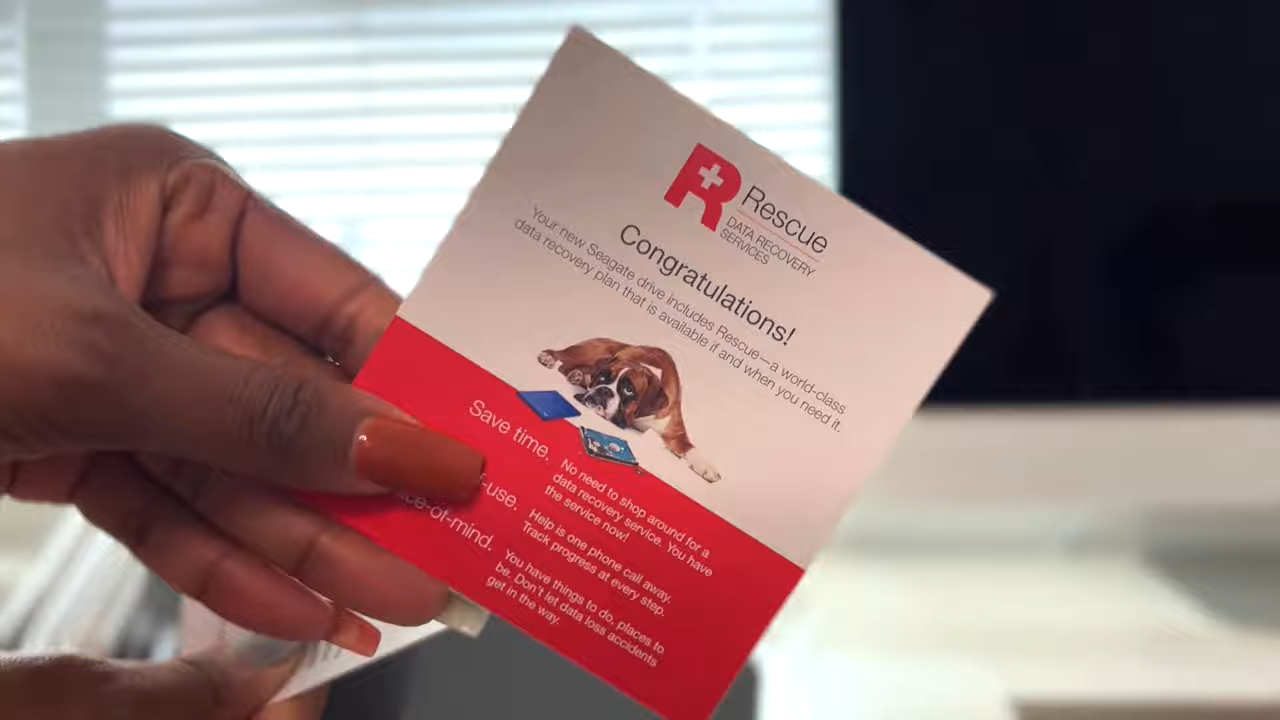 Rescue
DATA RECOVERY
SERVICES
Congratulations!
Your new Seagate drive includes Rescue—a world-class
data recovery plan that is available if and when you need it.
Save time.
No need to shop around for a
data recovery service. You have
the service now!
-use.
Help is one phone call away.
Track progress at every step.
-of-mind.
You have things to do, places to
be. Don't let data loss accidents
get in the way.